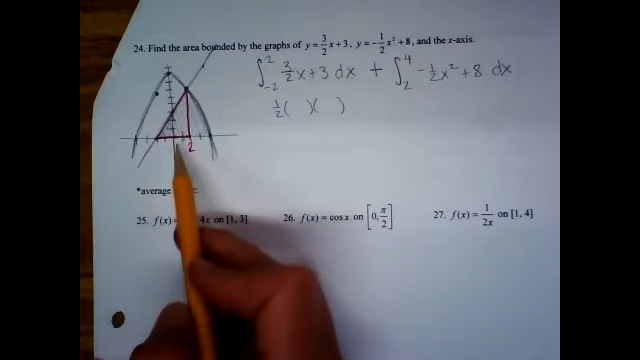 24. Find the area bounded by the graphs of y = 3/2 x + 3, y = -1/2 x² + 8, and the x-axis.
∫_{-2}^{2} 3/2 x + 3 dx + ∫_{2}^{4} -1/2 x² + 8 dx
1/2 ( ) ( )
2
*average
25. f(x) = 4x on [1, 3] 26. f(x) = cos x on [0, π/2] 27. f(x) = 1/2x on [1, 4]